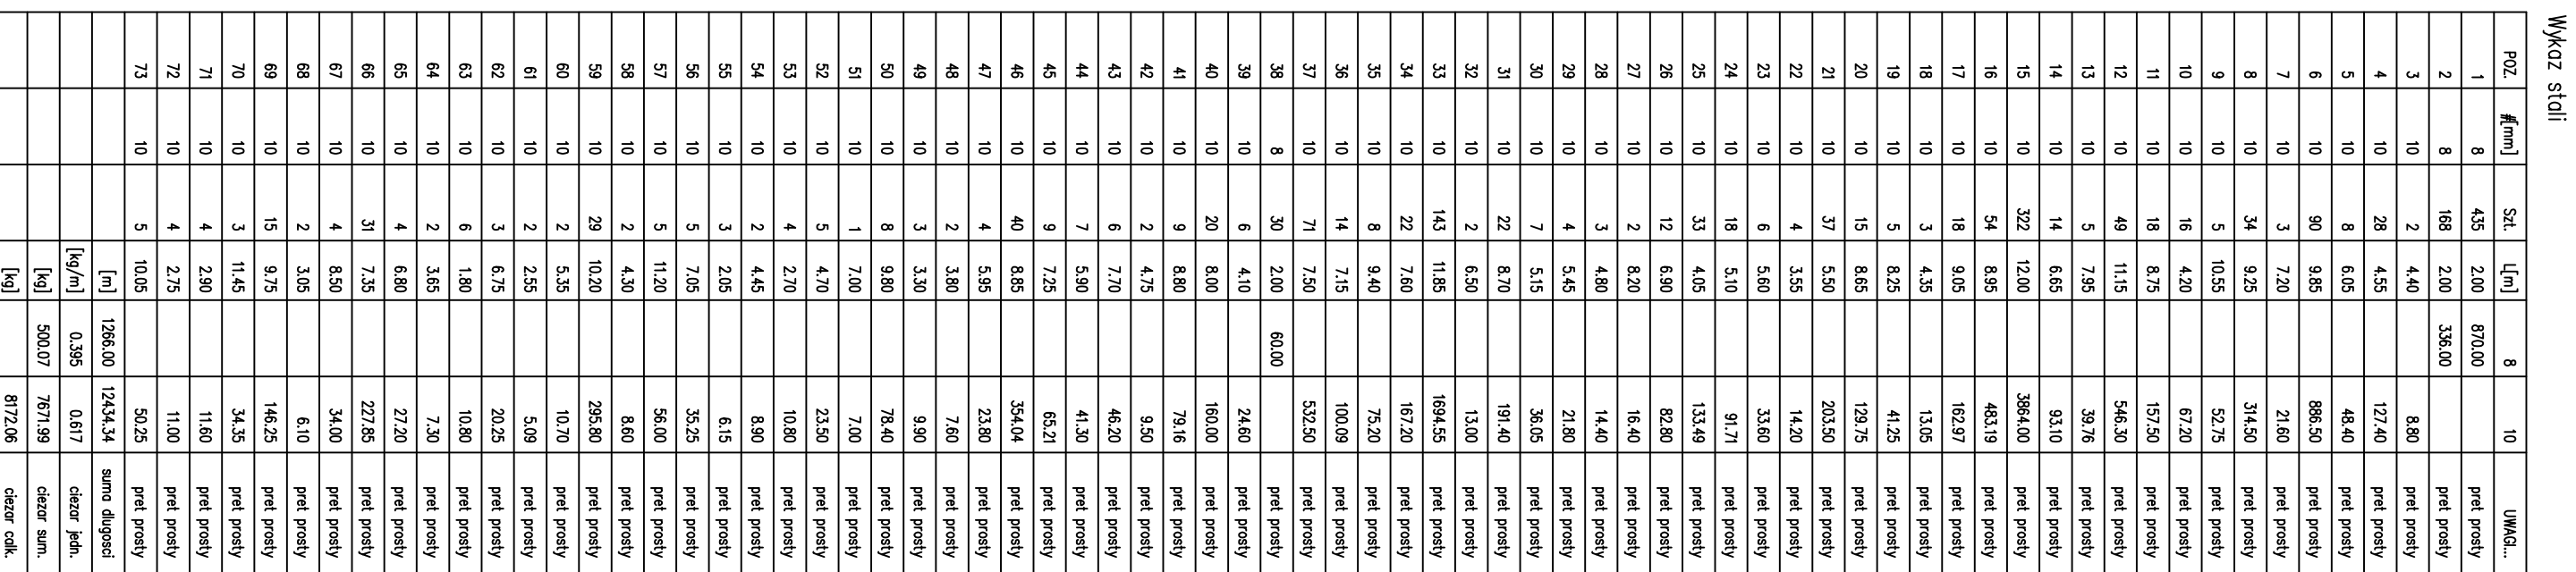 Wykaz stali
POZ. #[mm] Szt. L[m] 8 10 UWAGI...
1 8 435 2.00 870.00 pret prosty
2 8 168 2.00 336.00 pret prosty
3 10 2 4.40 8.80 pret prosty
4 10 28 4.55 127.40 pret prosty
5 10 8 6.05 48.40 pret prosty
6 10 90 9.85 886.50 pret prosty
7 10 3 7.20 21.60 pret prosty
8 10 34 9.25 314.50 pret prosty
9 10 5 10.55 52.75 pret prosty
10 10 16 4.20 67.20 pret prosty
11 10 18 8.75 157.50 pret prosty
12 10 49 11.15 546.30 pret prosty
13 10 5 7.95 39.76 pret prosty
14 10 14 6.65 93.10 pret prosty
15 10 322 12.00 3864.00 pret prosty
16 10 54 8.95 483.19 pret prosty
17 10 18 9.05 162.97 pret prosty
18 10 3 4.35 13.05 pret prosty
19 10 5 8.25 41.25 pret prosty
20 10 15 8.65 129.75 pret prosty
21 10 37 5.50 203.50 pret prosty
22 10 4 3.55 14.20 pret prosty
23 10 6 5.60 33.60 pret prosty
24 10 18 5.10 91.71 pret prosty
25 10 33 4.05 133.49 pret prosty
26 10 12 6.90 82.80 pret prosty
27 10 2 8.20 16.40 pret prosty
28 10 3 4.80 14.40 pret prosty
29 10 4 5.45 21.80 pret prosty
30 10 7 5.15 36.05 pret prosty
31 10 22 8.70 191.40 pret prosty
32 10 2 6.50 13.00 pret prosty
33 10 143 11.85 1694.55 pret prosty
34 10 22 7.60 167.20 pret prosty
35 10 8 9.40 75.20 pret prosty
36 10 14 7.15 100.09 pret prosty
37 10 71 7.50 532.50 pret prosty
38 8 30 2.00 60.00 pret prosty
39 10 6 4.10 24.60 pret prosty
40 10 20 8.00 160.00 pret prosty
41 10 9 8.80 79.16 pret prosty
42 10 2 4.75 9.50 pret prosty
43 10 6 7.70 46.20 pret prosty
44 10 7 5.90 41.30 pret prosty
45 10 9 7.25 65.21 pret prosty
46 10 40 8.85 354.04 pret prosty
47 10 4 5.95 23.80 pret prosty
48 10 2 3.80 7.60 pret prosty
49 10 3 3.30 9.90 pret prosty
50 10 8 9.80 78.40 pret prosty
51 10 1 7.00 7.00 pret prosty
52 10 5 4.70 23.50 pret prosty
53 10 4 2.70 10.80 pret prosty
54 10 2 4.45 8.90 pret prosty
55 10 3 2.05 6.15 pret prosty
56 10 5 7.05 35.25 pret prosty
57 10 5 11.20 56.00 pret prosty
58 10 2 4.30 8.60 pret prosty
59 10 29 10.20 295.80 pret prosty
60 10 2 5.35 10.70 pret prosty
61 10 2 2.55 5.09 pret prosty
62 10 3 6.75 20.25 pret prosty
63 10 6 1.80 10.80 pret prosty
64 10 2 3.65 7.30 pret prosty
65 10 4 6.80 27.20 pret prosty
66 10 31 7.35 227.85 pret prosty
67 10 4 8.50 34.00 pret prosty
68 10 2 3.05 6.10 pret prosty
69 10 15 9.75 146.25 pret prosty
70 10 3 11.45 34.35 pret prosty
71 10 4 2.90 11.60 pret prosty
72 10 4 2.75 11.00 pret prosty
73 10 5 10.05 50.25 pret prosty
[m] 1266.00 12434.34 suma dlugosci
[kg/m] 0.395 0.617 ciezar jedn.
[kg] 500.07 7671.99 ciezar sum.
[kg] 8172.06 ciezar calk.